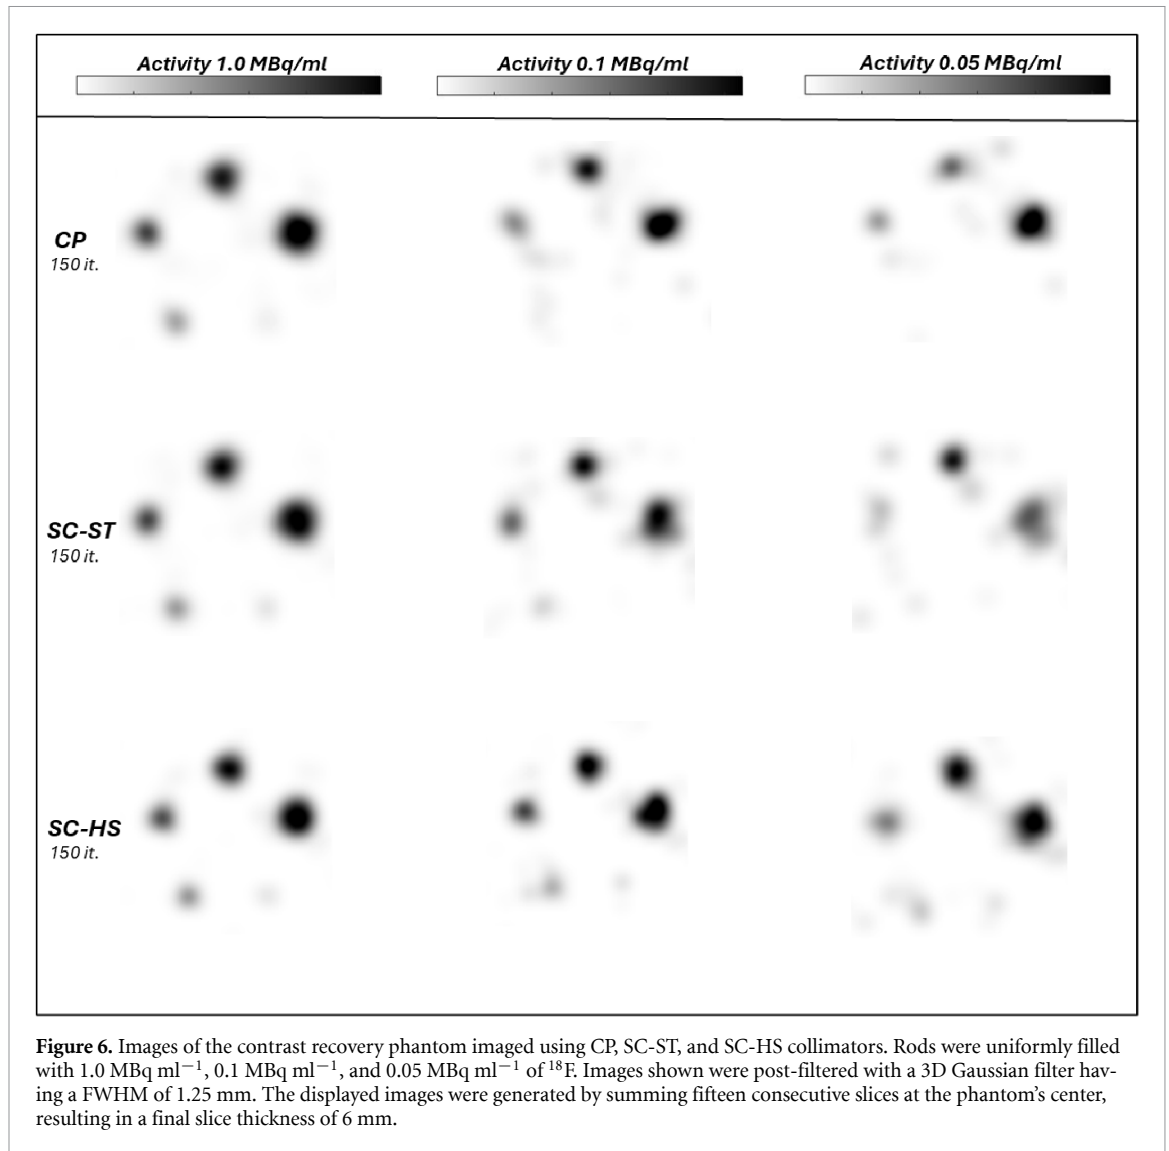 Activity 1.0 MBq/ml
Activity 0.1 MBq/ml
Activity 0.05 MBq/ml
CP
150 it.
SC-ST
150 it.
SC-HS
150 it.
Figure 6. Images of the contrast recovery phantom imaged using CP, SC-ST, and SC-HS collimators. Rods were uniformly filled
with 1.0 MBq ml⁻¹, 0.1 MBq ml⁻¹, and 0.05 MBq ml⁻¹ of ¹⁸F. Images shown were post-filtered with a 3D Gaussian filter hav-
ing a FWHM of 1.25 mm. The displayed images were generated by summing fifteen consecutive slices at the phantom’s center,
resulting in a final slice thickness of 6 mm.